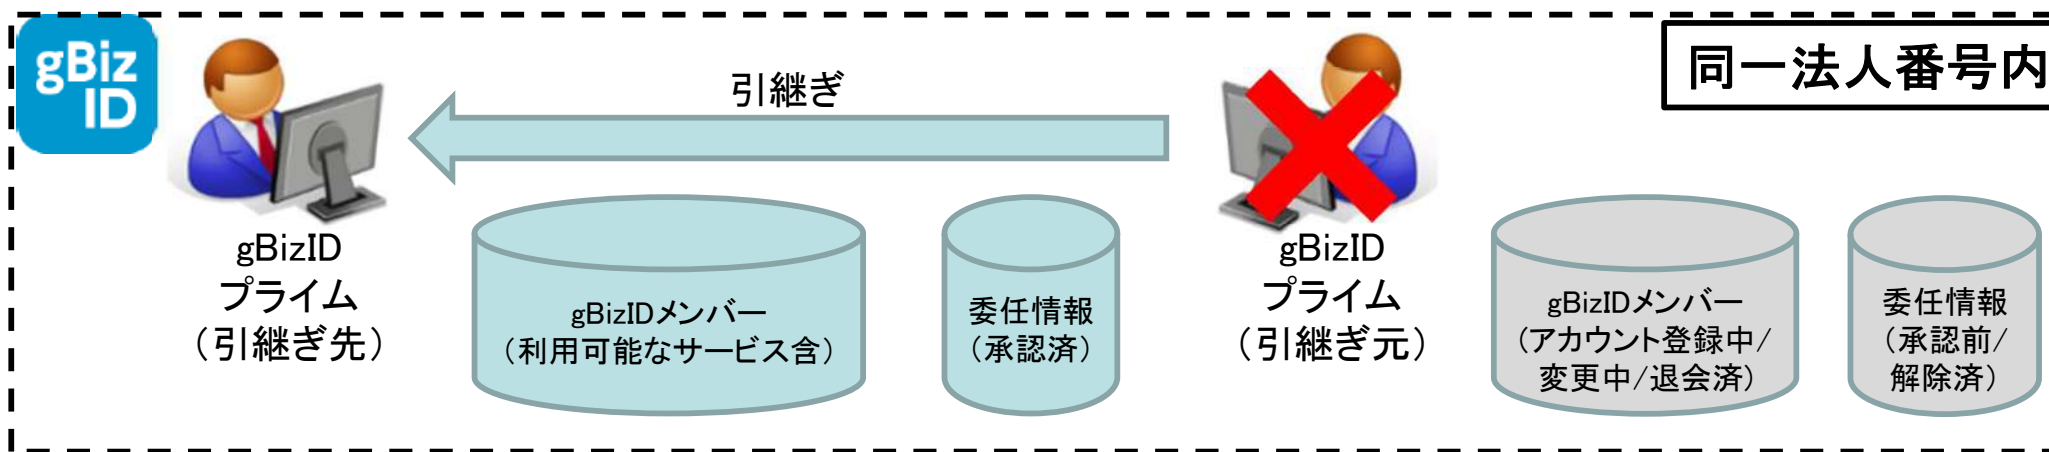 gBiz
ID
引継ぎ
同一法人番号内
gBizID
プライム
（引継ぎ先）
gBizIDメンバー
（利用可能なサービス含）
委任情報
（承認済）
gBizID
プライム
（引継ぎ元）
gBizIDメンバー
（アカウント登録中/
変更中/退会済）
委任情報
（承認前/
解除済）